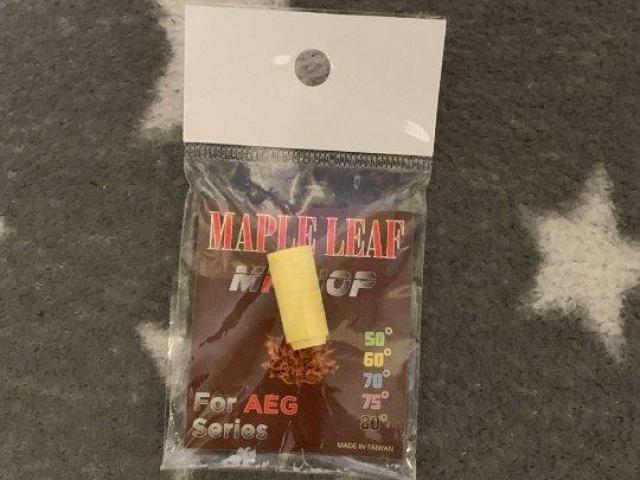 MAPLE LEAF
50°
60°
70°
75°
80°
For AEG
Series
MADE IN TAIWAN